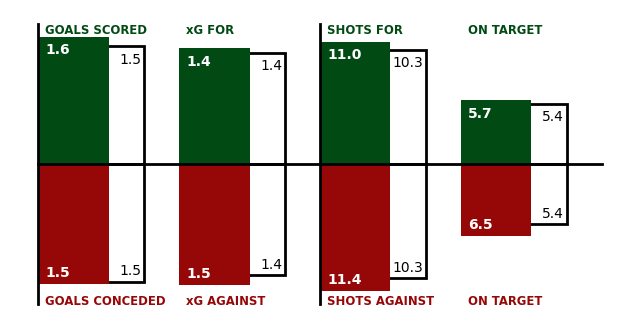 GOALS SCORED xG FOR SHOTS FOR ON TARGET
1.6 1.5 1.4 1.4 11.0 10.3 5.7 5.4
1.5 1.5 1.5 1.4 11.4 10.3 6.5 5.4
GOALS CONCEDED xG AGAINST SHOTS AGAINST ON TARGET